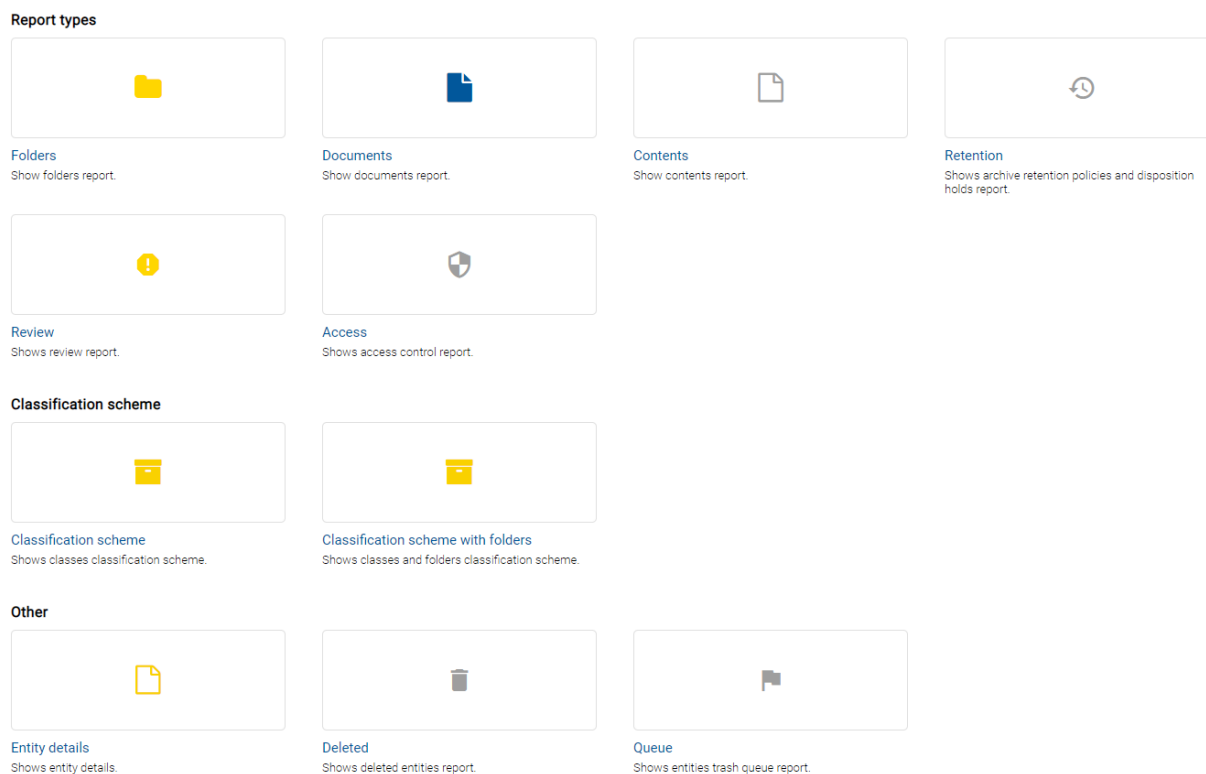 Report types
Folders
Show folders report.
Documents
Show documents report.
Contents
Show contents report.
Retention
Shows archive retention policies and disposition
holds report.
Review
Shows review report.
Access
Shows access control report.
Classification scheme
Classification scheme
Shows classes classification scheme.
Classification scheme with folders
Shows classes and folders classification scheme.
Other
Entity details
Shows entity details.
Deleted
Shows deleted entities report.
Queue
Shows entities trash queue report.